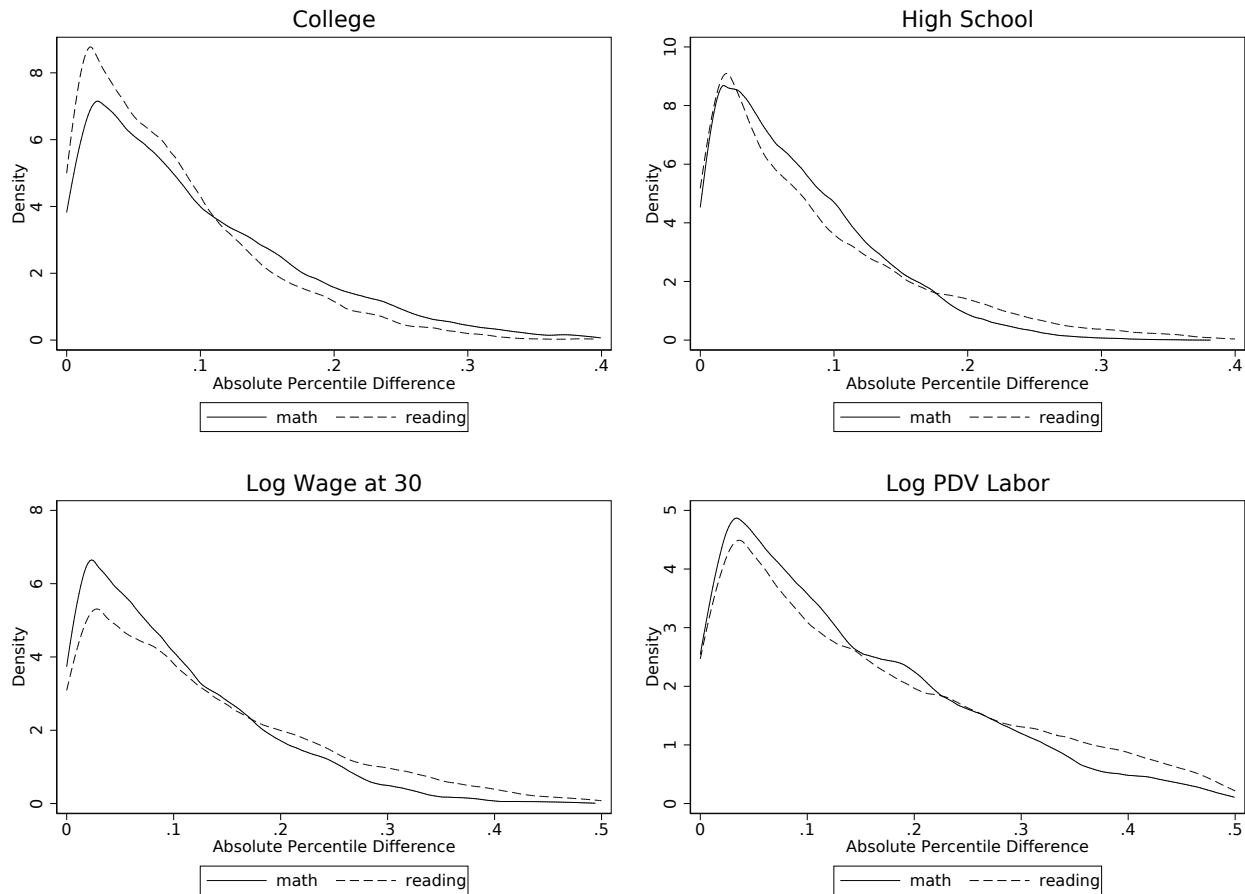 College
Density
8
6
4
2
0
0 .1 .2 .3 .4
Absolute Percentile Difference
math reading
High School
Density
10
8
6
4
2
0
0 .1 .2 .3 .4
Absolute Percentile Difference
math reading
Log Wage at 30
Density
8
6
4
2
0
0 .1 .2 .3 .4 .5
Absolute Percentile Difference
math reading
Log PDV Labor
Density
5
4
3
2
1
0
0 .1 .2 .3 .4 .5
Absolute Percentile Difference
math reading